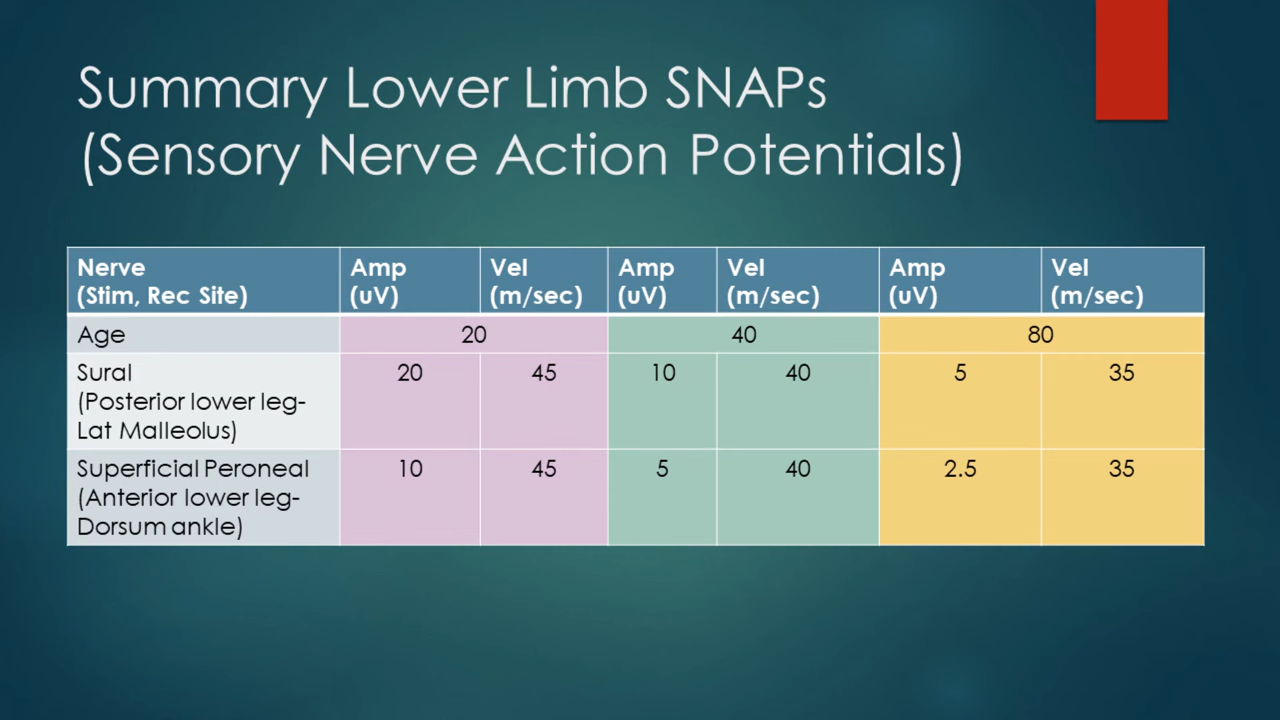 Summary Lower Limb SNAPs
(Sensory Nerve Action Potentials)
Nerve (Stim, Rec Site) Amp (uV) Vel (m/sec) Amp (uV) Vel (m/sec) Amp (uV) Vel (m/sec)
Age 20 40 80
Sural 20 45 10 40 5 35
(Posterior lower leg-
Lat Malleolus)
Superficial Peroneal 10 45 5 40 2.5 35
(Anterior lower leg-
Dorsum ankle)